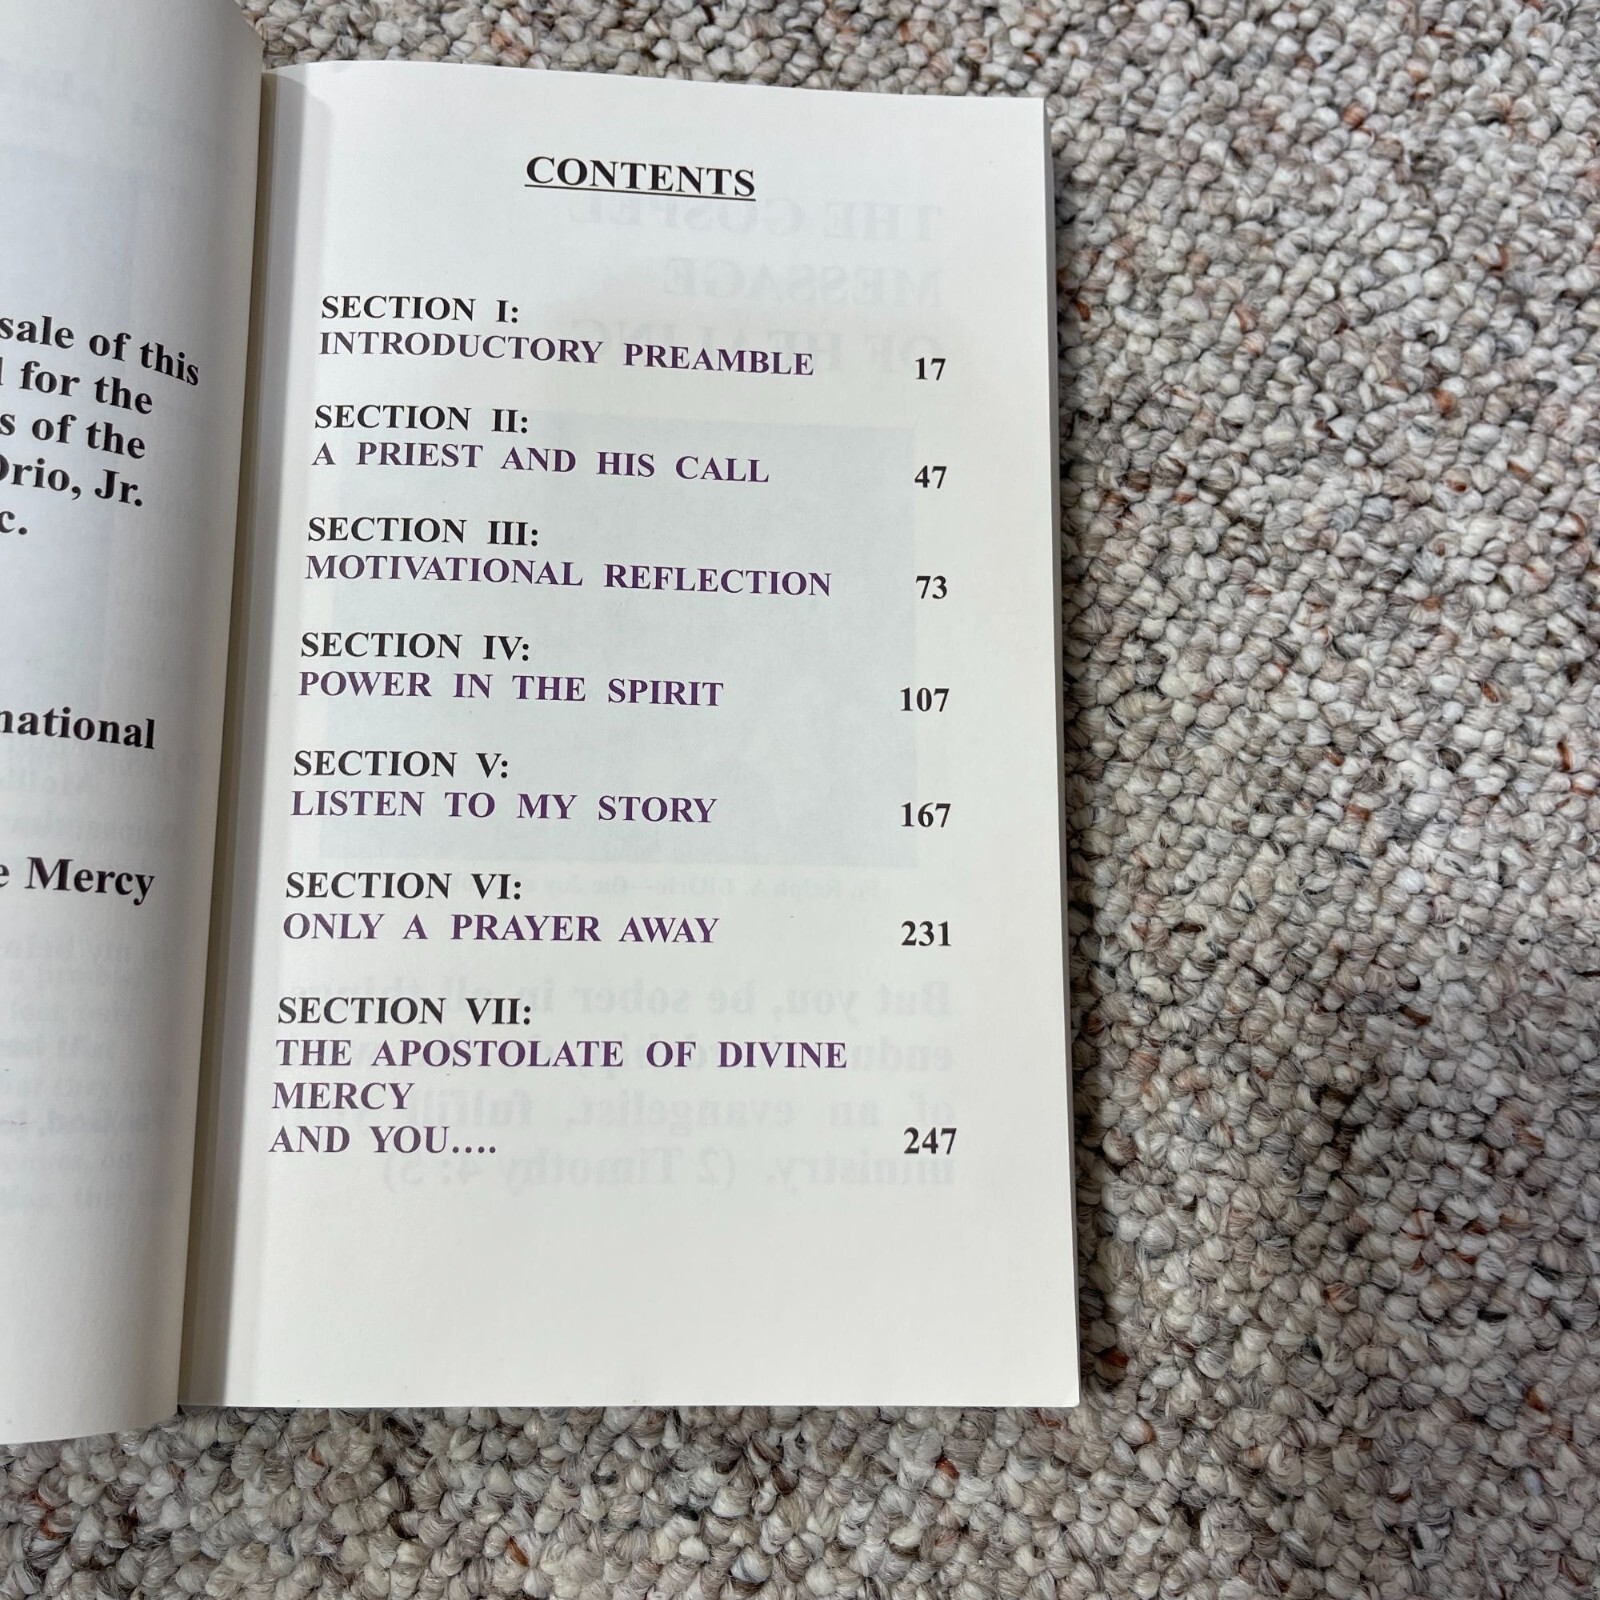 sale of this
for the
s of the
Orio, Jr.
c.
national
e Mercy
CONTENTS
SECTION I:
INTRODUCTORY PREAMBLE 17
SECTION II:
A PRIEST AND HIS CALL 47
SECTION III:
MOTIVATIONAL REFLECTION 73
SECTION IV:
POWER IN THE SPIRIT 107
SECTION V:
LISTEN TO MY STORY 167
SECTION VI:
ONLY A PRAYER AWAY 231
SECTION VII:
THE APOSTOLATE OF DIVINE
MERCY
AND YOU.... 247